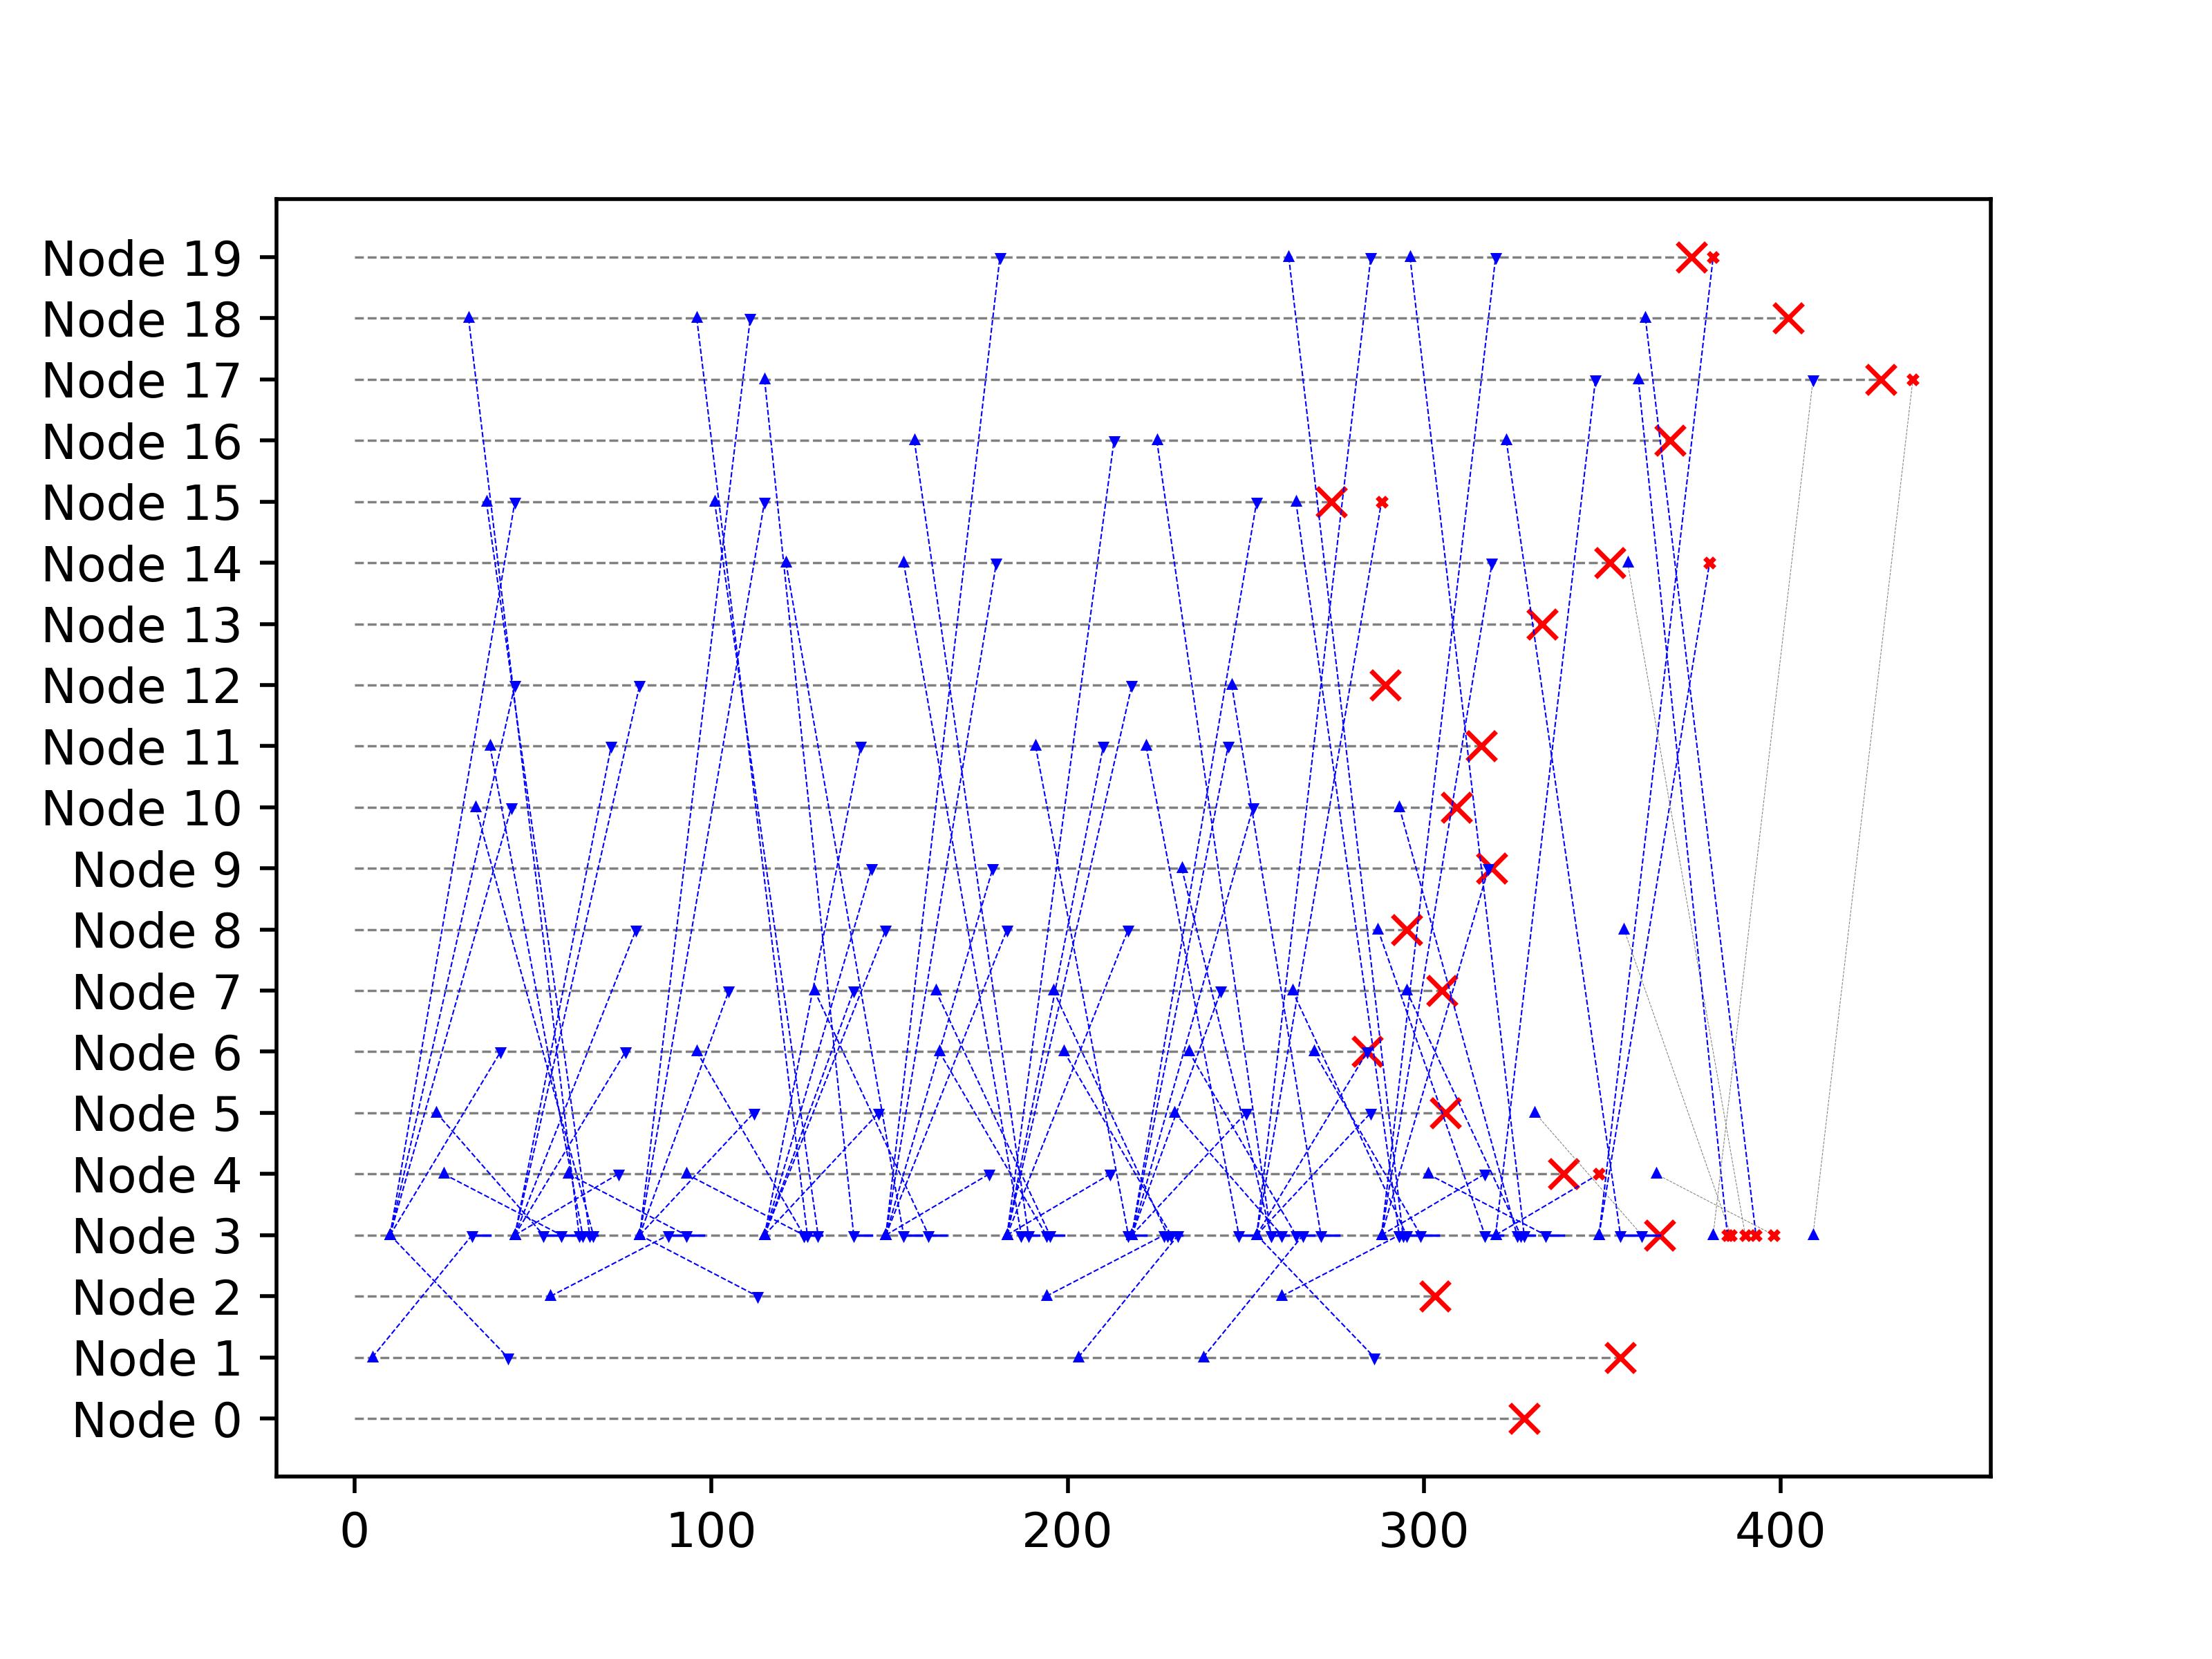 Node 19
Node 18
Node 17
Node 16
Node 15
Node 14
Node 13
Node 12
Node 11
Node 10
Node 9
Node 8
Node 7
Node 6
Node 5
Node 4
Node 3
Node 2
Node 1
Node 0
0 100 200 300 400